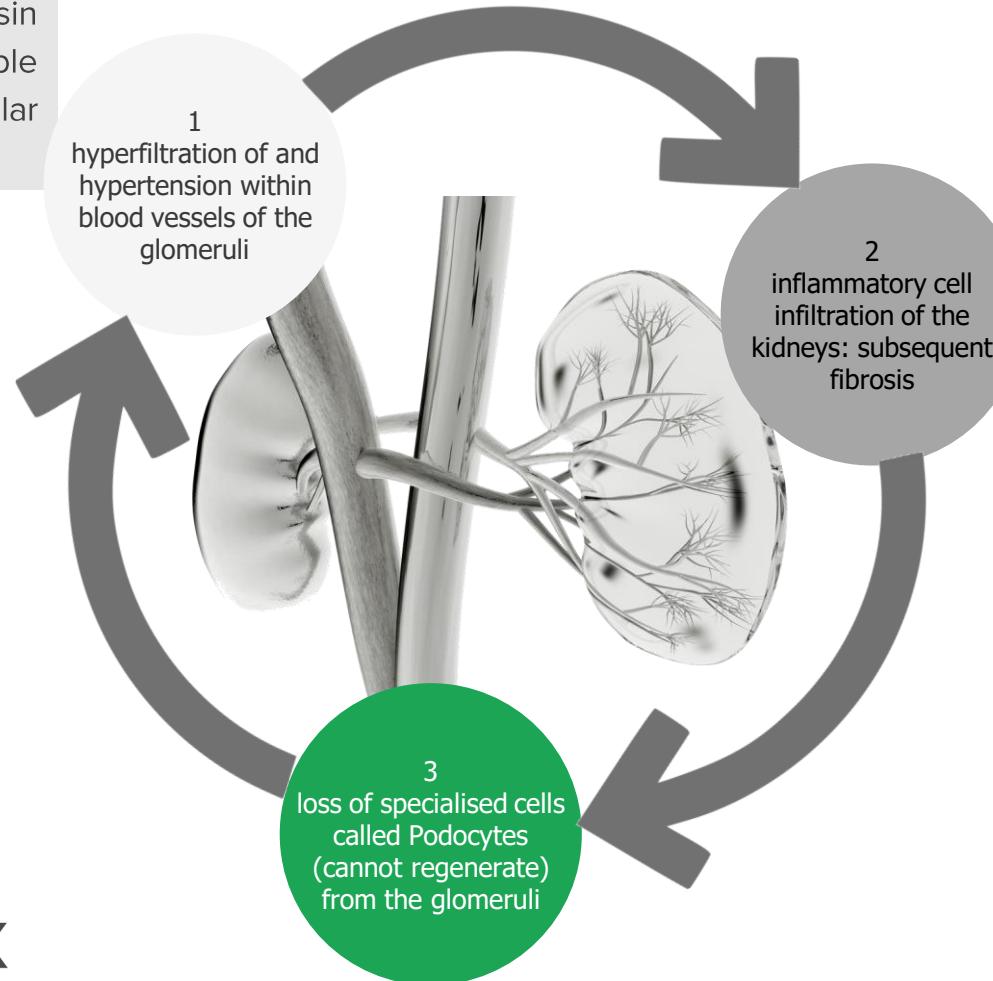 sin
ple
lar
1
hyperfiltration of and
hypertension within
blood vessels of the
glomeruli
2
inflammatory cell
infiltration of the
kidneys: subsequent
fibrosis
3
loss of specialised cells
called Podocytes
(cannot regenerate)
from the glomeruli